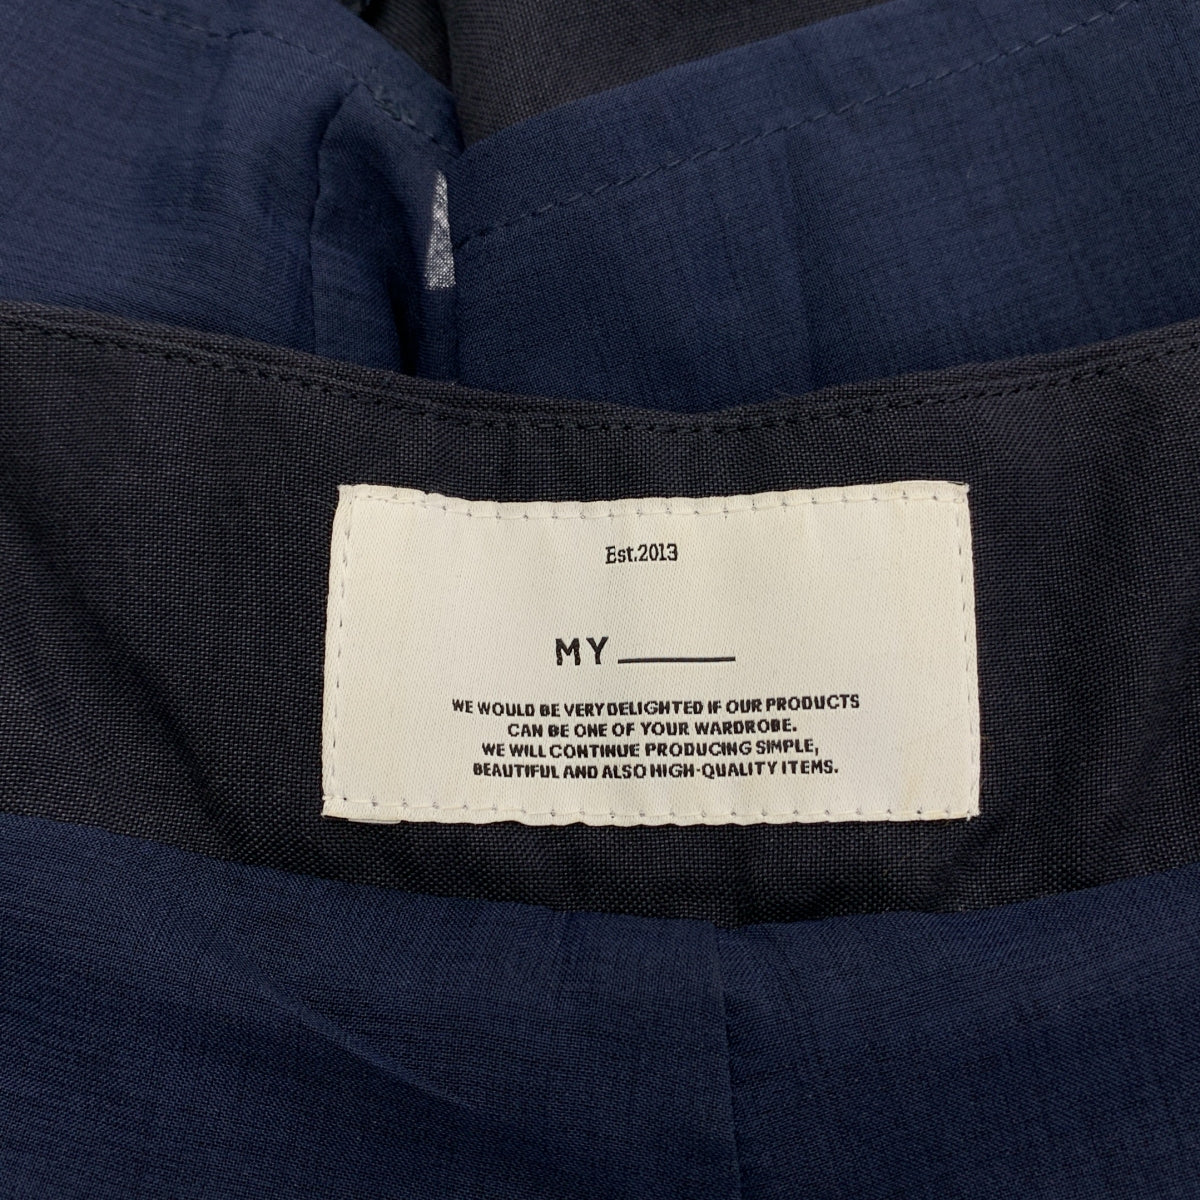 Est.2013
MY______
WE WOULD BE VERY DELIGHTED IF OUR PRODUCTS
CAN BE ONE OF YOUR WARDROBE.
WE WILL CONTINUE PRODUCING SIMPLE,
BEAUTIFUL AND ALSO HIGH-QUALITY ITEMS.